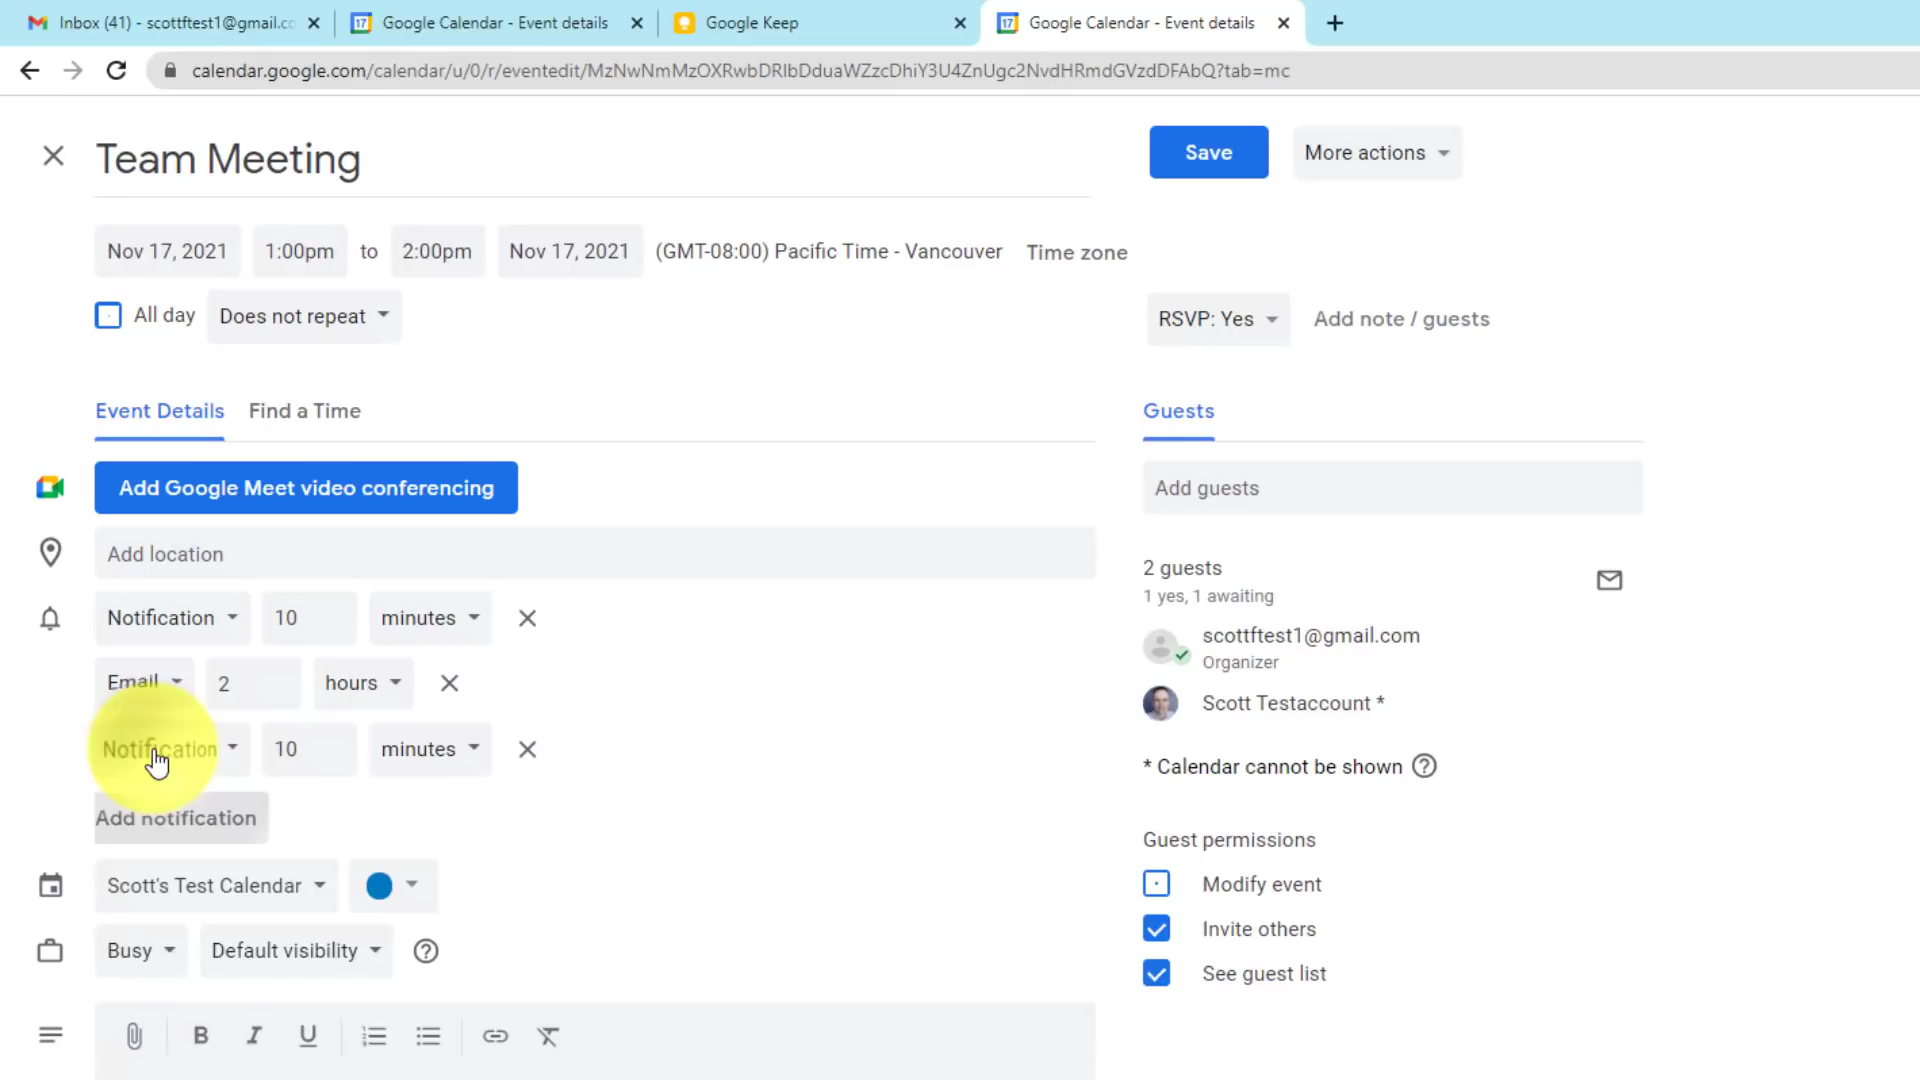 Inbox (41) - scottftest1@gmail.co
Google Calendar - Event details
Google Keep
Google Calendar - Event details
calendar.google.com/calendar/u/0/r/eventedit/MzNwNmMzOXRwbDRlbDduaWZzcDhiY3U4ZnUgc2NvdHRmdGVzdDFAbQ?tab=mc
Team Meeting
Save
More actions
Nov 17, 2021 1:00pm to 2:00pm Nov 17, 2021 (GMT-08:00) Pacific Time - Vancouver Time zone
All day Does not repeat
RSVP: Yes Add note / guests
Event Details Find a Time
Guests
Add Google Meet video conferencing
Add guests
Add location
2 guests
1 yes, 1 awaiting
Notification 10 minutes
scottftest1@gmail.com
Organizer
Email 2 hours
Scott Testaccount *
Notification 10 minutes
* Calendar cannot be shown
Add notification
Guest permissions
Scott's Test Calendar
Modify event
Invite others
Busy Default visibility
See guest list